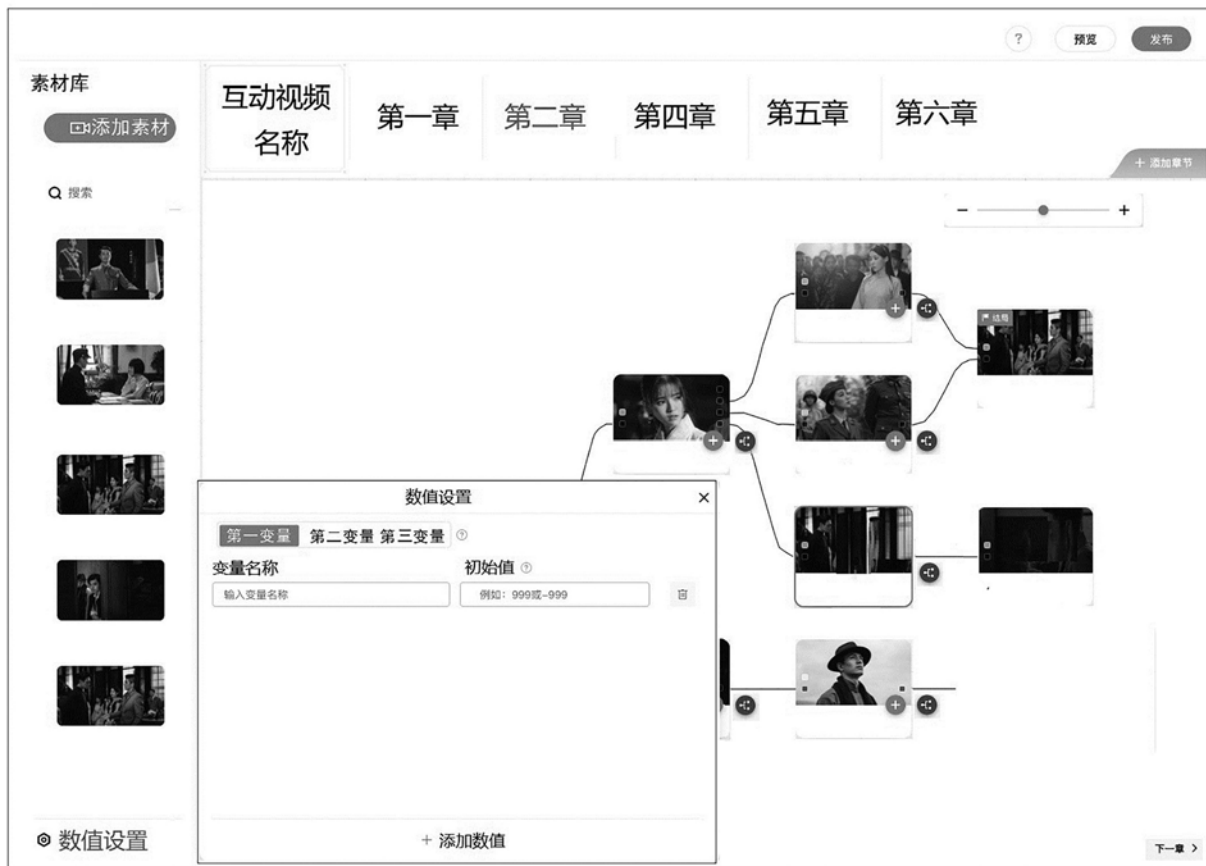 ?
预览
发布
素材库
添加素材
搜索
互动视频
名称
第一章
第二章
第四章
第五章
第六章
+ 添加章节
− +
结局
数值设置
×
第一变量 第二变量 第三变量 ?
变量名称
初始值 ?
输入变量名称
例如：999或-999
+ 添加数值
数值设置
下一章 >